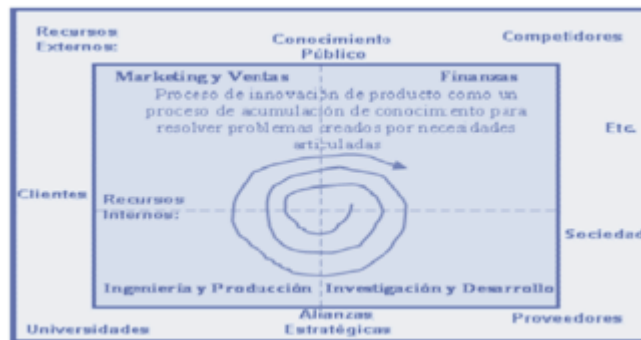 Recursos
Externos:
Conocimiento
Público
Competidores
Marketing y Ventas
Finanzas
Proceso de innovación de producto como un
proceso de acumulación de conocimiento para
resolver problemas creados por necesidades
articuladas
Etc.
Clientes
Recursos
Internos:
Sociedad
Ingeniería y Producción
Investigación y Desarrollo
Universidades
Alianzas
Estratégicas
Proveedores